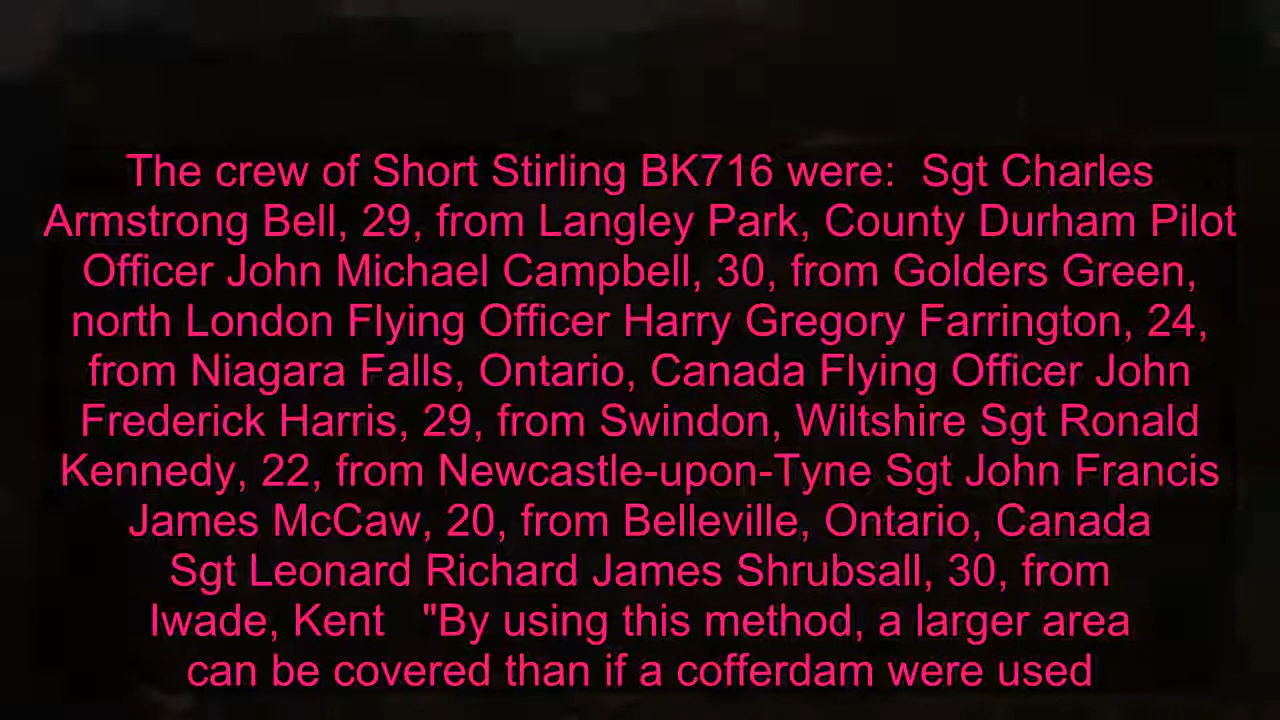 The crew of Short Stirling BK716 were:  Sgt Charles
Armstrong Bell, 29, from Langley Park, County Durham Pilot
Officer John Michael Campbell, 30, from Golders Green,
north London Flying Officer Harry Gregory Farrington, 24,
from Niagara Falls, Ontario, Canada Flying Officer John
Frederick Harris, 29, from Swindon, Wiltshire Sgt Ronald
Kennedy, 22, from Newcastle-upon-Tyne Sgt John Francis
James McCaw, 20, from Belleville, Ontario, Canada
Sgt Leonard Richard James Shrubsall, 30, from
Iwade, Kent   "By using this method, a larger area
can be covered than if a cofferdam were used